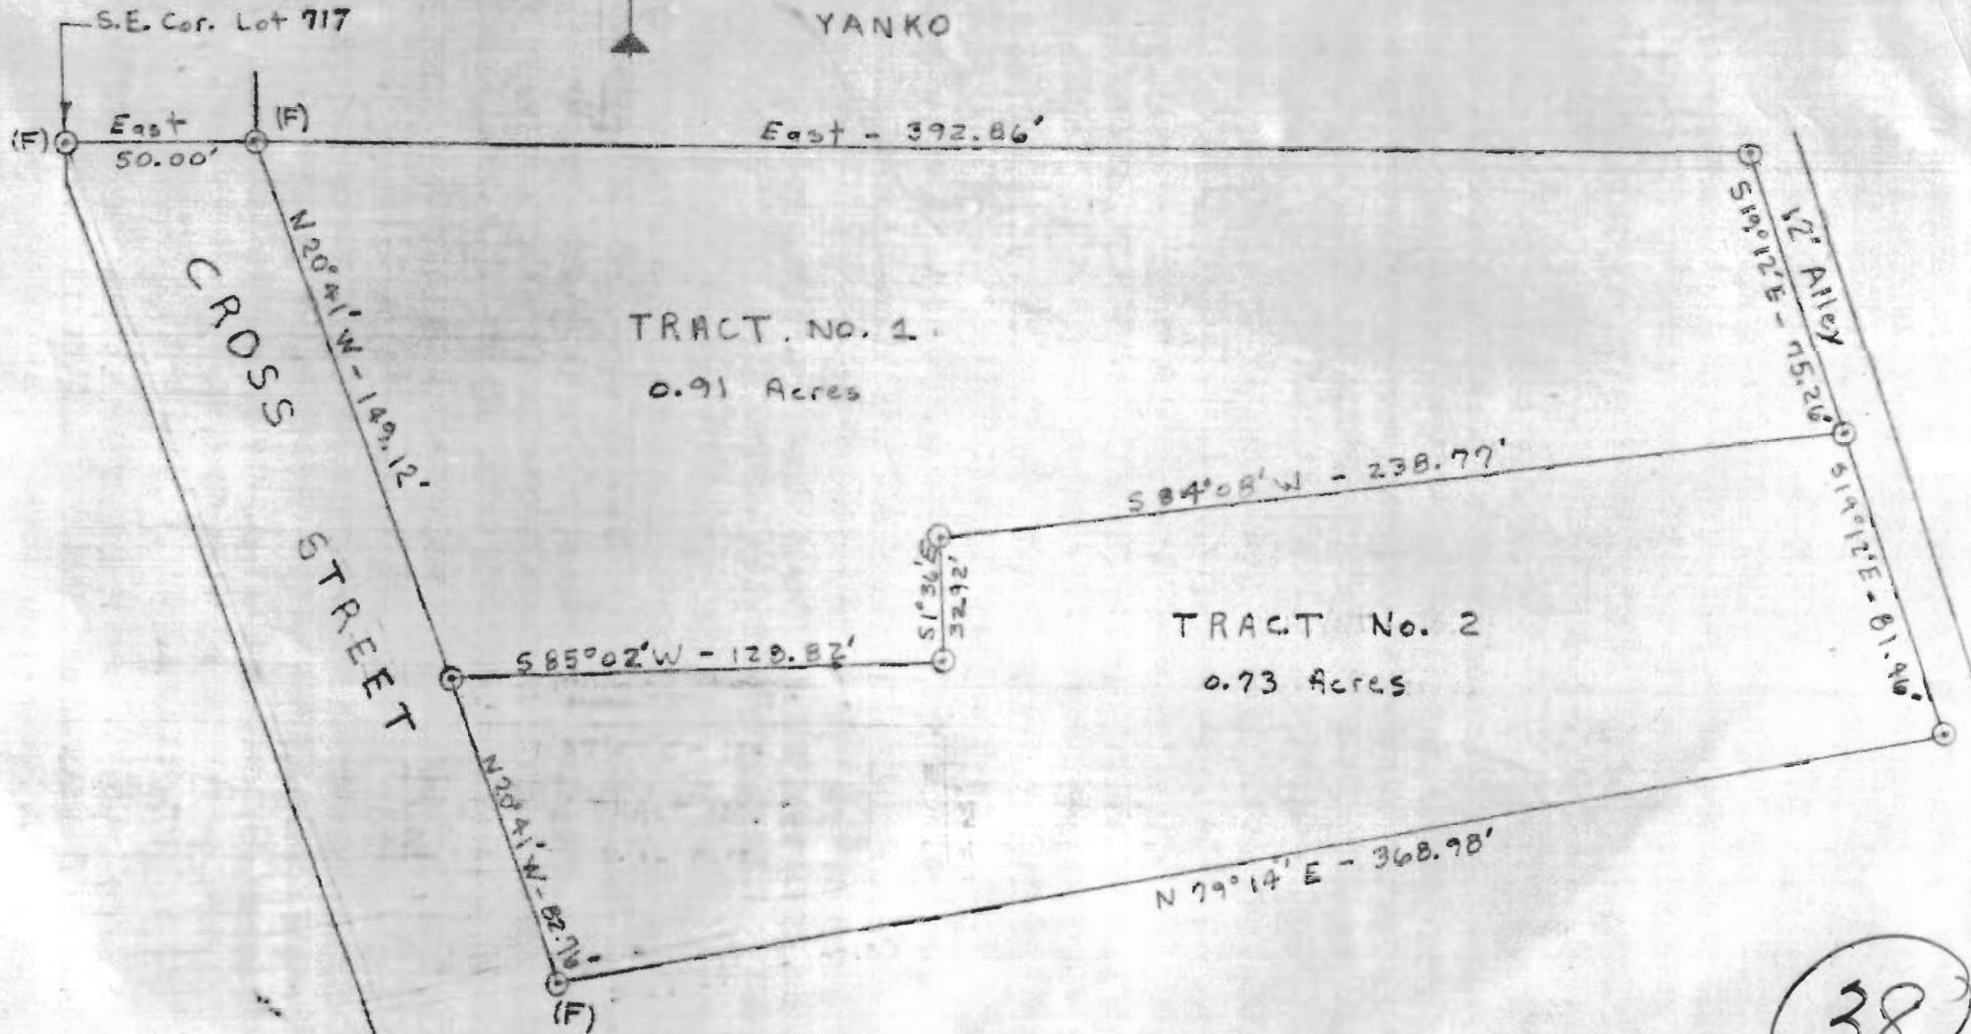 S.E. Cor. Lot 717
YANKO
(F)
East
50.00'
(F)
East - 392.86'
N 20°41' W - 149.12'
S19°12'E - 75.26'
12' Alley
CROSS
STREET
TRACT. NO. 1.
0.91 Acres
S 84°08' W - 238.77'
S1°36'E
32.92'
S19°12'E - 81.46'
S 85°02'W - 128.82'
TRACT No. 2
0.73 Acres
N20°41'W - 82.76'
N 79°14' E - 368.98'
(F)
28